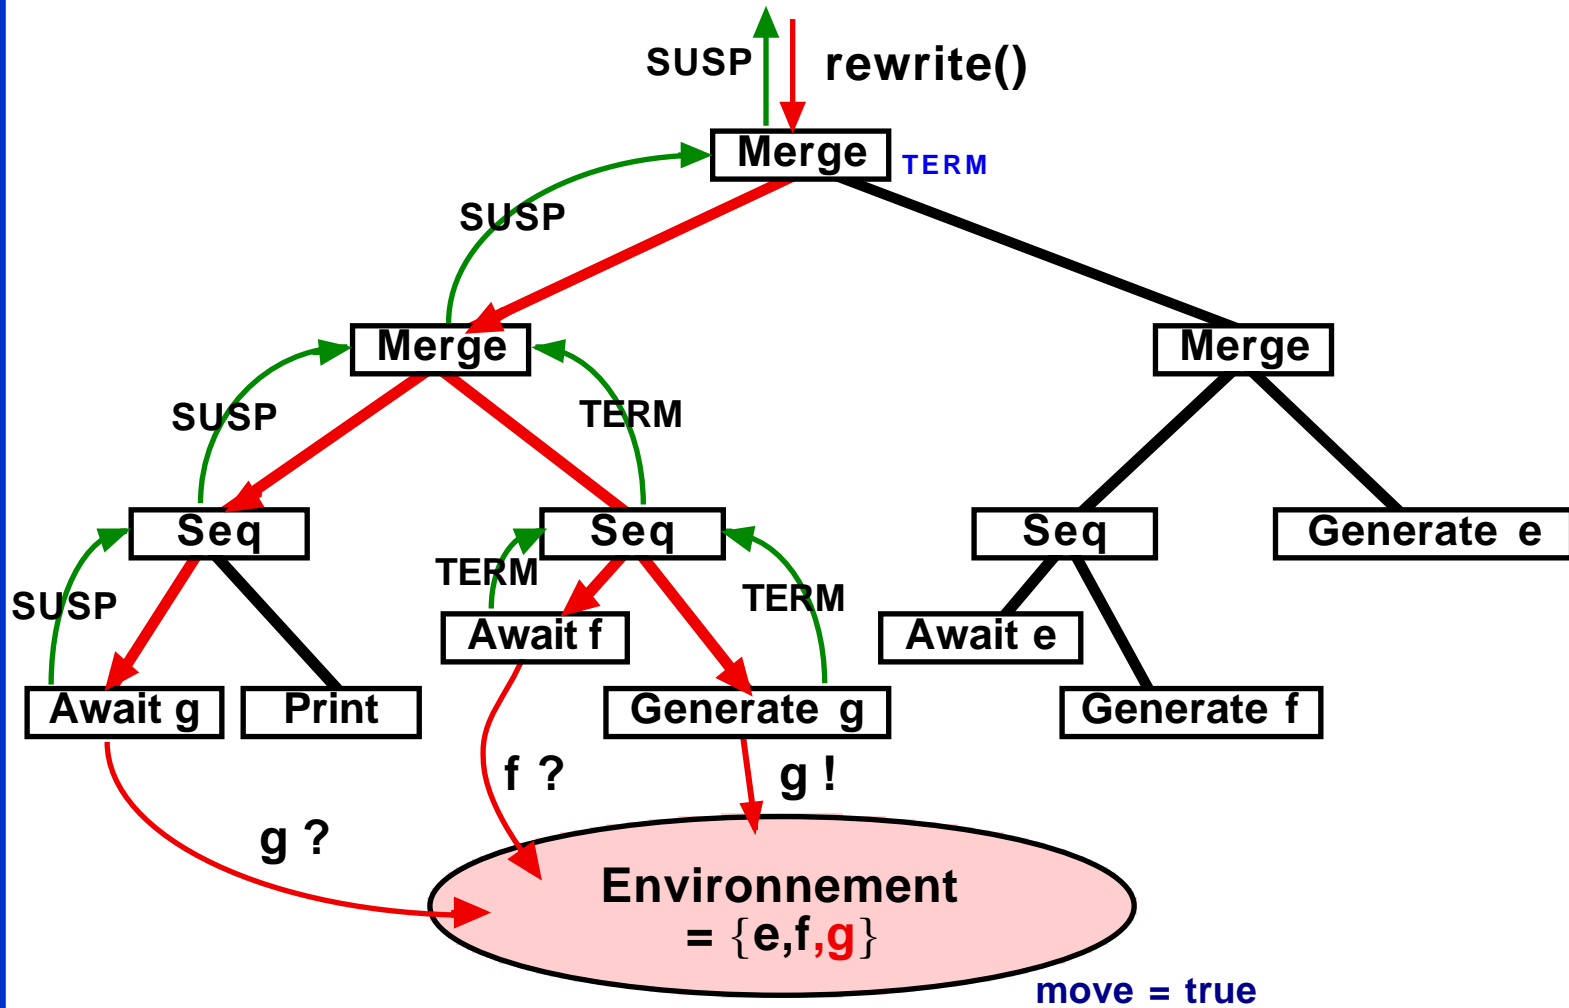 SUSP
rewrite()
Merge
TERM
SUSP
Merge
Merge
SUSP
TERM
Seq
Seq
Seq
Generate e
TERM
TERM
SUSP
Await f
Await e
Await g
Print
Generate g
Generate f
f ?
g !
g ?
Environnement
= {e,f,g}
move = true